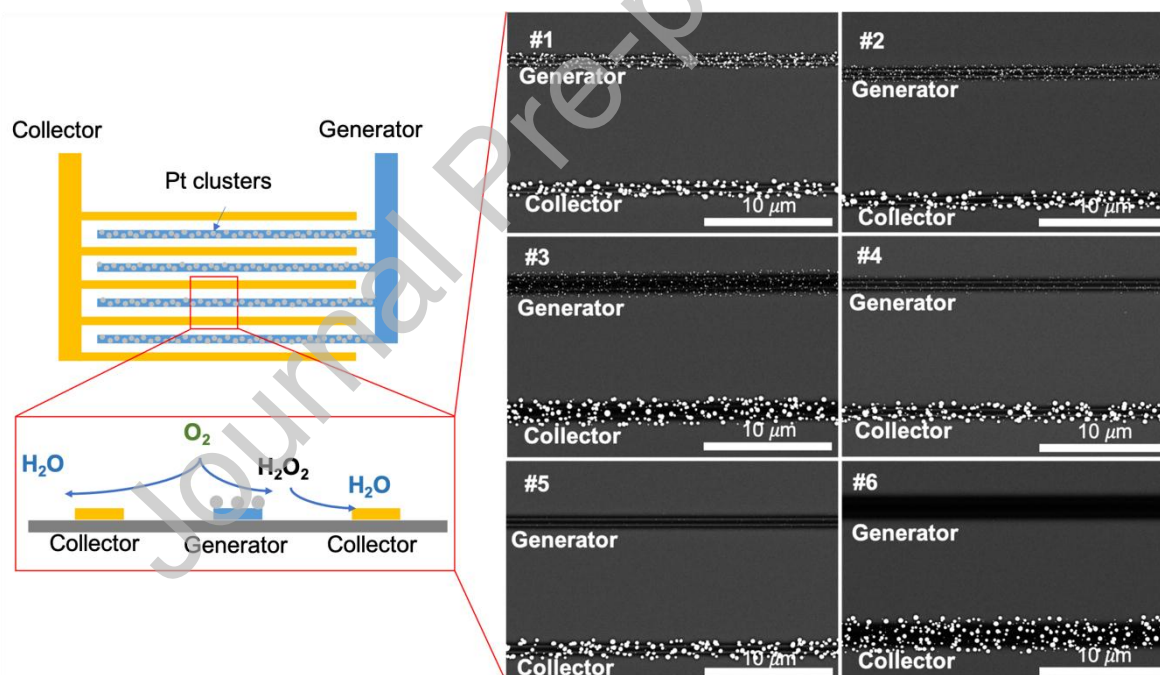 Collector
Generator
Pt clusters
O2
H2O
H2O2
H2O
Collector
Generator
Collector
#1
Generator
Collector
10 μm
#2
Generator
Collector
10 μm
#3
Generator
Collector
10 μm
#4
Generator
Collector
10 μm
#5
Generator
Collector
10 μm
#6
Generator
Collector
10 μm
Journal Pre-p